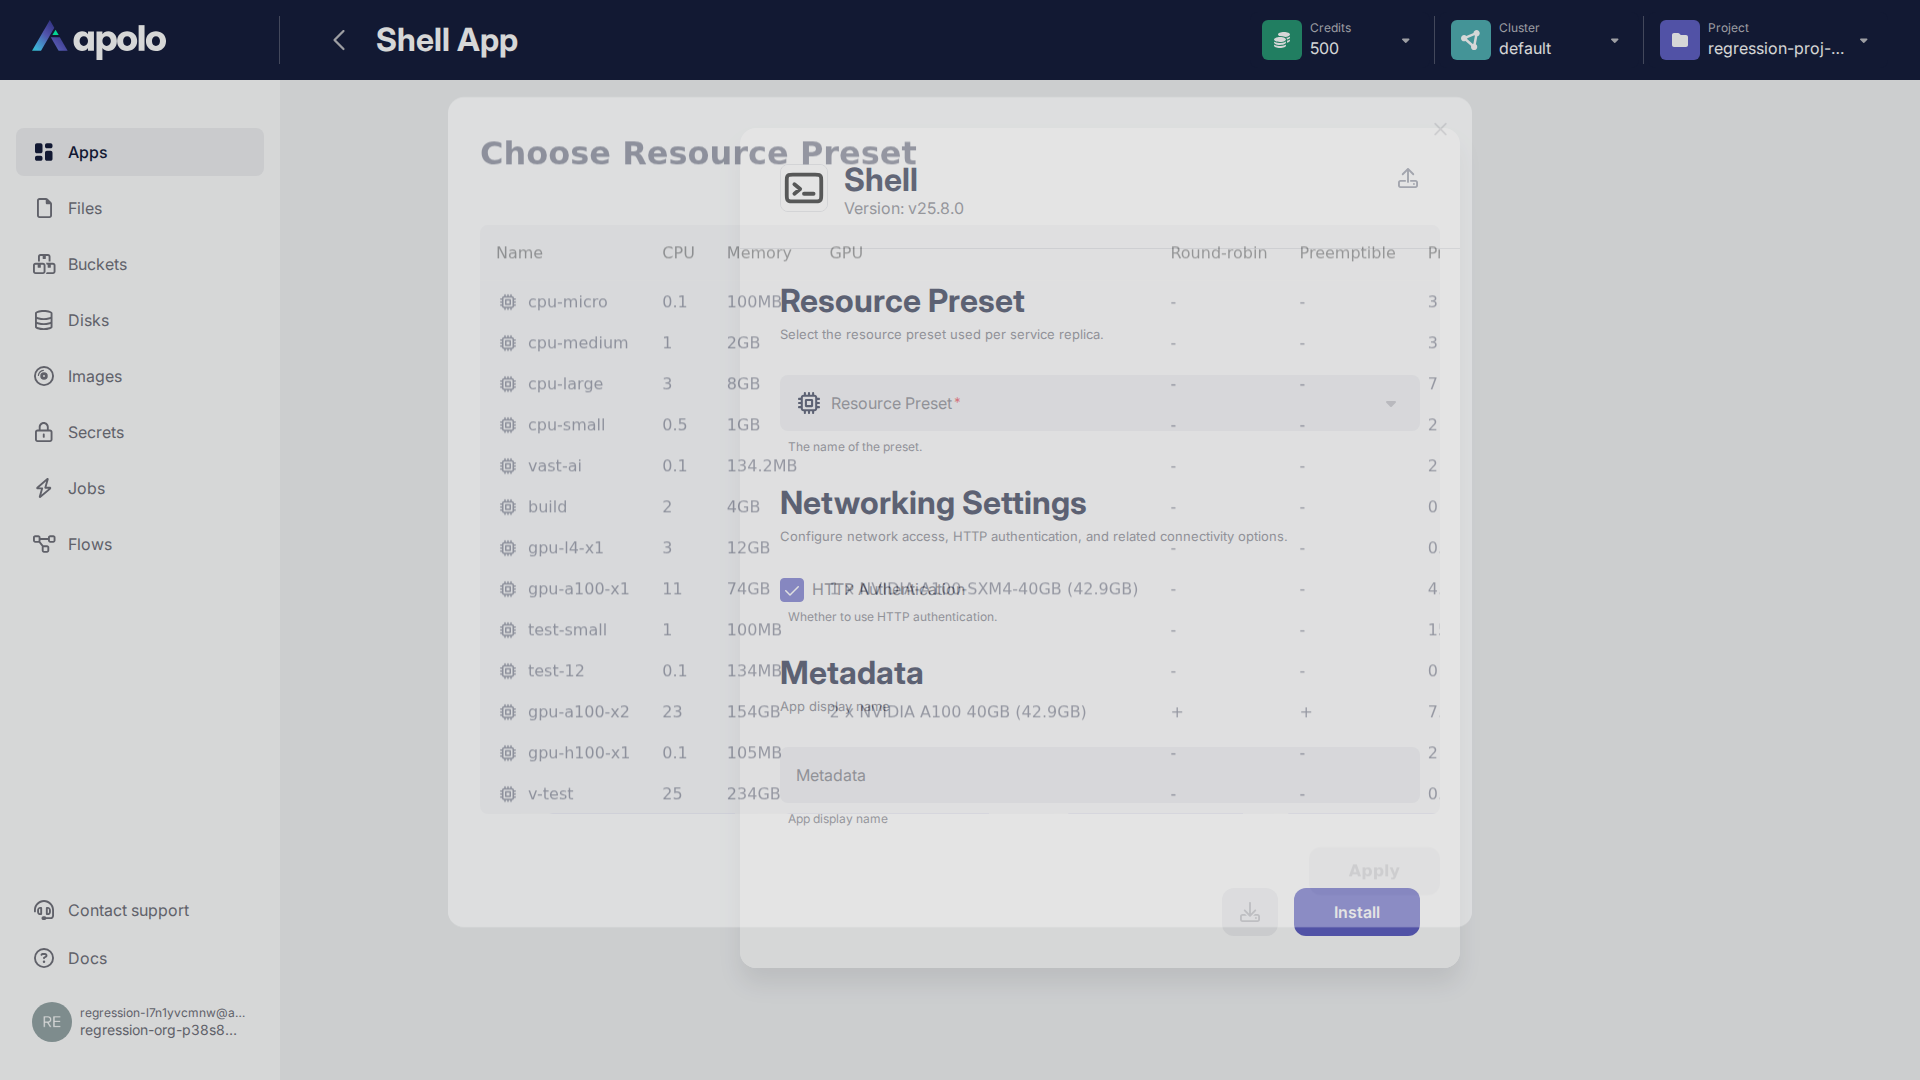 apolo
Shell App
Credits
500
Cluster
default
Project
regression-proj-...
Apps
Files
Buckets
Disks
Images
Secrets
Jobs
Flows
Contact support
Docs
RE
regression-l7n1yvcmnw@a...
regression-org-p38s8...
Choose Resource Preset
Name CPU Memory GPU Round-robin Preemptible
cpu-micro 0.1 100MB - - 3
cpu-medium 1 2GB - - 3
cpu-large 3 8GB - - 7
cpu-small 0.5 1GB - - 2
vast-ai 0.1 134.2MB - - 2
build 2 4GB - - 0
gpu-l4-x1 3 12GB - - 0.
gpu-a100-x1 11 74GB 1 x NVIDIA-A100-SXM4-40GB (42.9GB) - - 4.
test-small 1 100MB - - 1
test-12 0.1 134MB - - 0
gpu-a100-x2 23 154GB 2 x NVIDIA A100 40GB (42.9GB) + + 7.
gpu-h100-x1 0.1 105MB - - 2
v-test 25 234GB - - 0.
Apply
Shell
Version: v25.8.0
Resource Preset
Select the resource preset used per service replica.
Resource Preset*
The name of the preset.
Networking Settings
Configure network access, HTTP authentication, and related connectivity options.
HTTP Authentication
Whether to use HTTP authentication.
Metadata
App display name
Metadata
App display name
Install